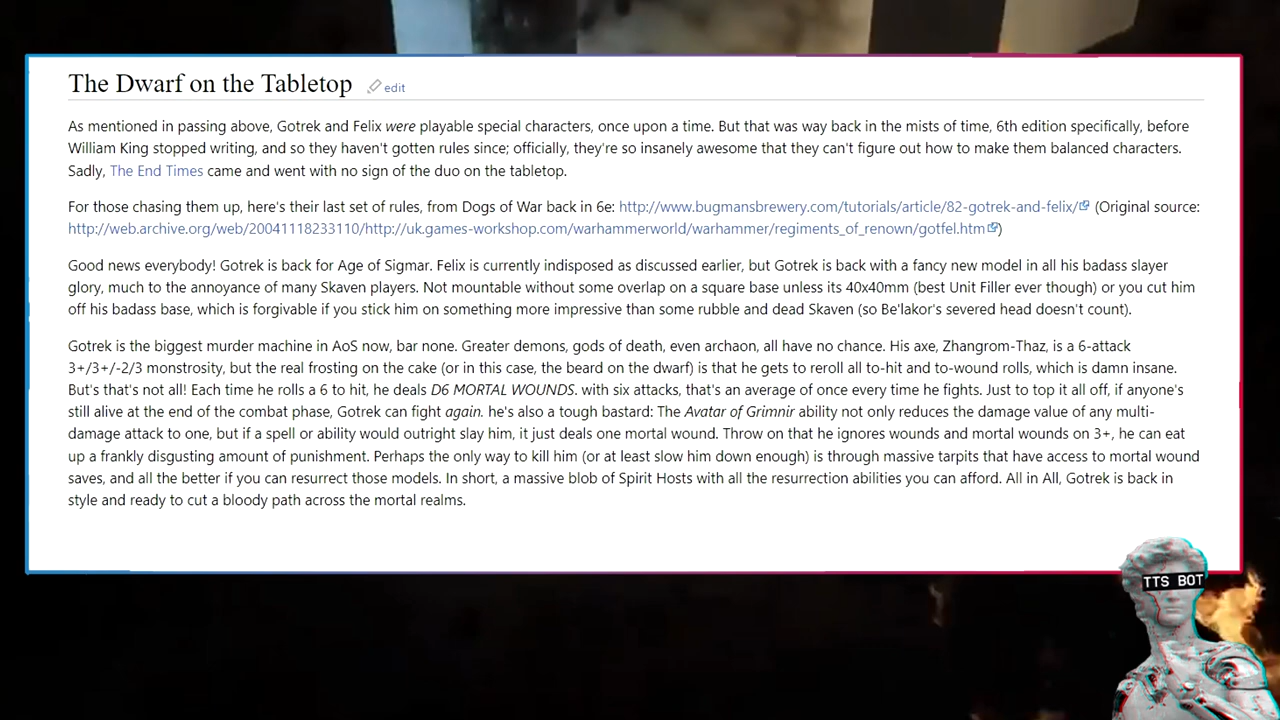 The Dwarf on the Tabletop edit
As mentioned in passing above, Gotrek and Felix were playable special characters, once upon a time. But that was way back in the mists of time, 6th edition specifically, before
William King stopped writing, and so they haven't gotten rules since; officially, they're so insanely awesome that they can't figure out how to make them balanced characters.
Sadly, The End Times came and went with no sign of the duo on the tabletop.
For those chasing them up, here's their last set of rules, from Dogs of War back in 6e: http://www.bugmansbrewery.com/tutorials/article/82-gotrek-and-felix/ (Original source:
http://web.archive.org/web/20041118233110/http://uk.games-workshop.com/warhammerworld/warhammer/regiments_of_renown/gotfel.htm)
Good news everybody! Gotrek is back for Age of Sigmar. Felix is currently indisposed as discussed earlier, but Gotrek is back with a fancy new model in all his badass slayer
glory, much to the annoyance of many Skaven players. Not mountable without some overlap on a square base unless its 40x40mm (best Unit Filler ever though) or you cut him
off his badass base, which is forgivable if you stick him on something more impressive than some rubble and dead Skaven (so Be'lakor's severed head doesn't count).
Gotrek is the biggest murder machine in AoS now, bar none. Greater demons, gods of death, even archaon, all have no chance. His axe, Zhangrom-Thaz, is a 6-attack
3+/3+/-2/3 monstrosity, but the real frosting on the cake (or in this case, the beard on the dwarf) is that he gets to reroll all to-hit and to-wound rolls, which is damn insane.
But's that's not all! Each time he rolls a 6 to hit, he deals D6 MORTAL WOUNDS. with six attacks, that's an average of once every time he fights. Just to top it all off, if anyone's
still alive at the end of the combat phase, Gotrek can fight again. he's also a tough bastard: The Avatar of Grimnir ability not only reduces the damage value of any multi-
damage attack to one, but if a spell or ability would outright slay him, it just deals one mortal wound. Throw on that he ignores wounds and mortal wounds on 3+, he can eat
up a frankly disgusting amount of punishment. Perhaps the only way to kill him (or at least slow him down enough) is through massive tarpits that have access to mortal wound
saves, and all the better if you can resurrect those models. In short, a massive blob of Spirit Hosts with all the resurrection abilities you can afford. All in All, Gotrek is back in
style and ready to cut a bloody path across the mortal realms.
TTS BOT